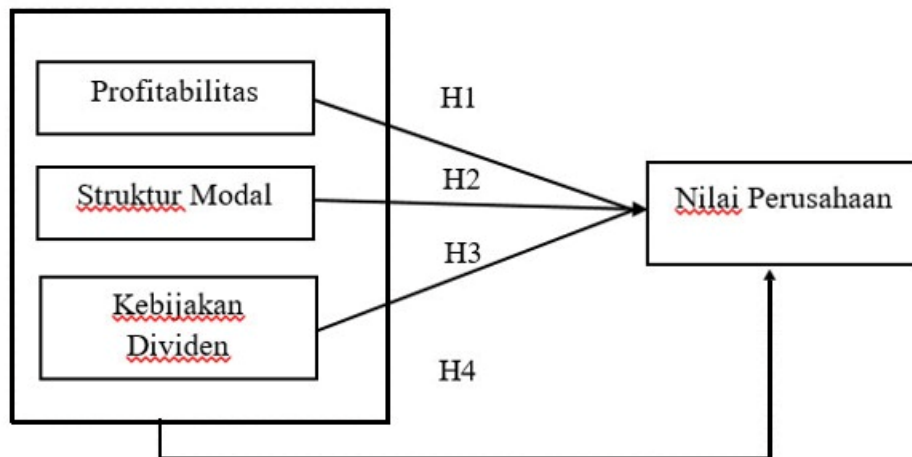 Profitabilitas
H1
Struktur Modal
H2
Nilai Perusahaan
H3
Kebijakan
Dividen
H4